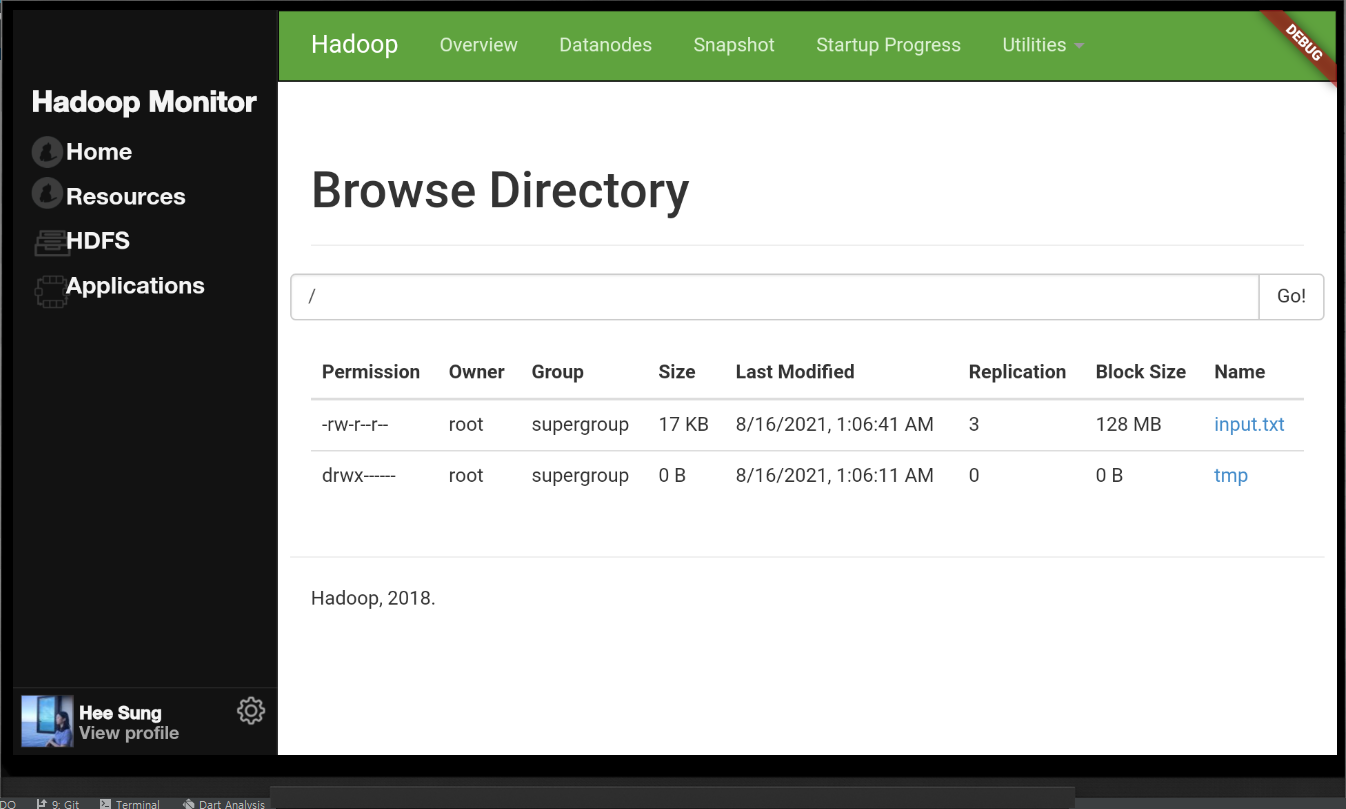 Hadoop Overview Datanodes Snapshot Startup Progress Utilities
DEBUG
Hadoop Monitor
Home
Resources
HDFS
Applications
Browse Directory
/ Go!
Permission Owner Group Size Last Modified Replication Block Size Name
-rw-r--r-- root supergroup 17 KB 8/16/2021, 1:06:41 AM 3 128 MB input.txt
drwx------ root supergroup 0 B 8/16/2021, 1:06:11 AM 0 0 B tmp
Hadoop, 2018.
Hee Sung
View profile
DO 9: Git Terminal Dart Analysis